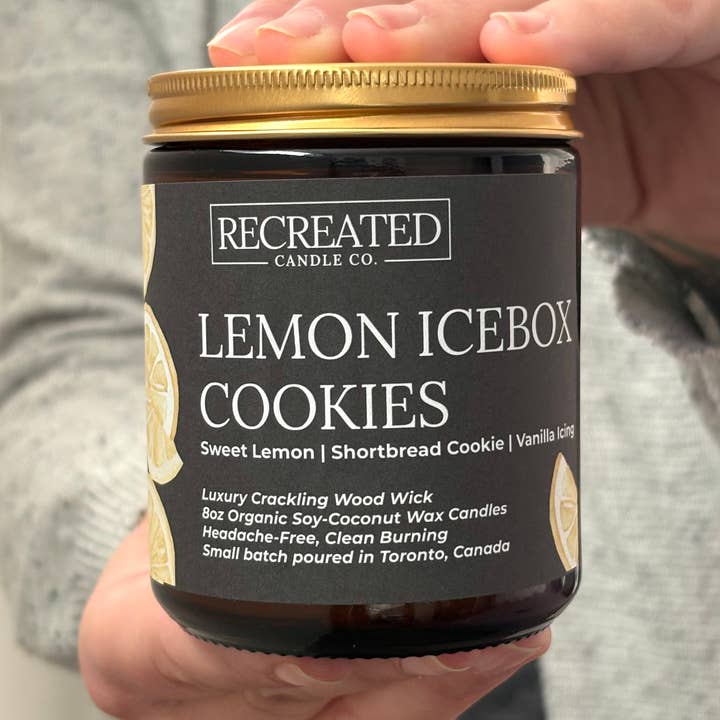 RECREATED
CANDLE CO.
LEMON ICEBOX
COOKIES
Sweet Lemon | Shortbread Cookie | Vanilla Icing
Luxury Crackling Wood Wick
8oz Organic Soy-Coconut Wax Candles
Headache-Free, Clean Burning
Small batch poured in Toronto, Canada